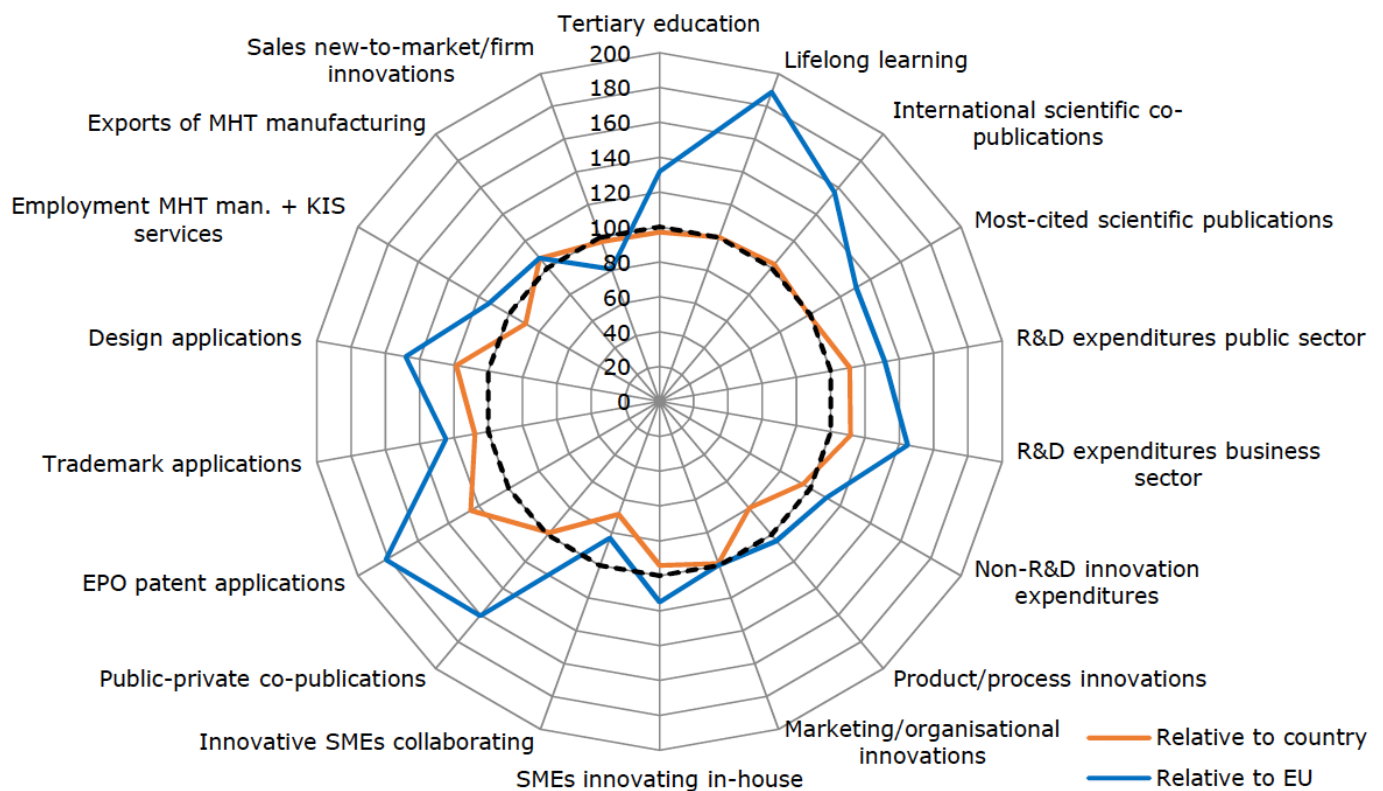 Tertiary education
Lifelong learning
International scientific co-
publications
Most-cited scientific publications
R&D expenditures public sector
R&D expenditures business
sector
Non-R&D innovation
expenditures
Product/process innovations
Marketing/organisational
innovations
SMEs innovating in-house
Innovative SMEs collaborating
Public-private co-publications
EPO patent applications
Trademark applications
Design applications
Employment MHT man. + KIS
services
Exports of MHT manufacturing
Sales new-to-market/firm
innovations
200
180
160
140
120
100
80
60
40
20
0
Relative to country
Relative to EU